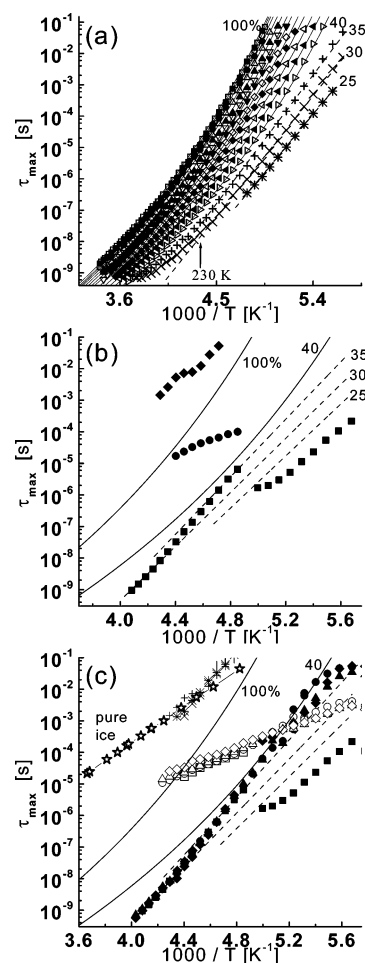 (a)
100%
40
35
30
25
10⁻¹
10⁻²
10⁻³
10⁻⁴
10⁻⁵
10⁻⁶
10⁻⁷
10⁻⁸
10⁻⁹
τmax [s]
230 K
3.6 4.5 5.4
1000 / T [K⁻¹]
(b)
100%
40
35
30
25
10⁻¹
10⁻²
10⁻³
10⁻⁴
10⁻⁵
10⁻⁶
10⁻⁷
10⁻⁸
10⁻⁹
τmax [s]
4.0 4.4 4.8 5.2 5.6
1000 / T [K⁻¹]
(c)
100%
40
pure
ice
10⁻¹
10⁻²
10⁻³
10⁻⁴
10⁻⁵
10⁻⁶
10⁻⁷
10⁻⁸
10⁻⁹
τmax [s]
3.6 4.0 4.4 4.8 5.2 5.6
1000 / T [K⁻¹]